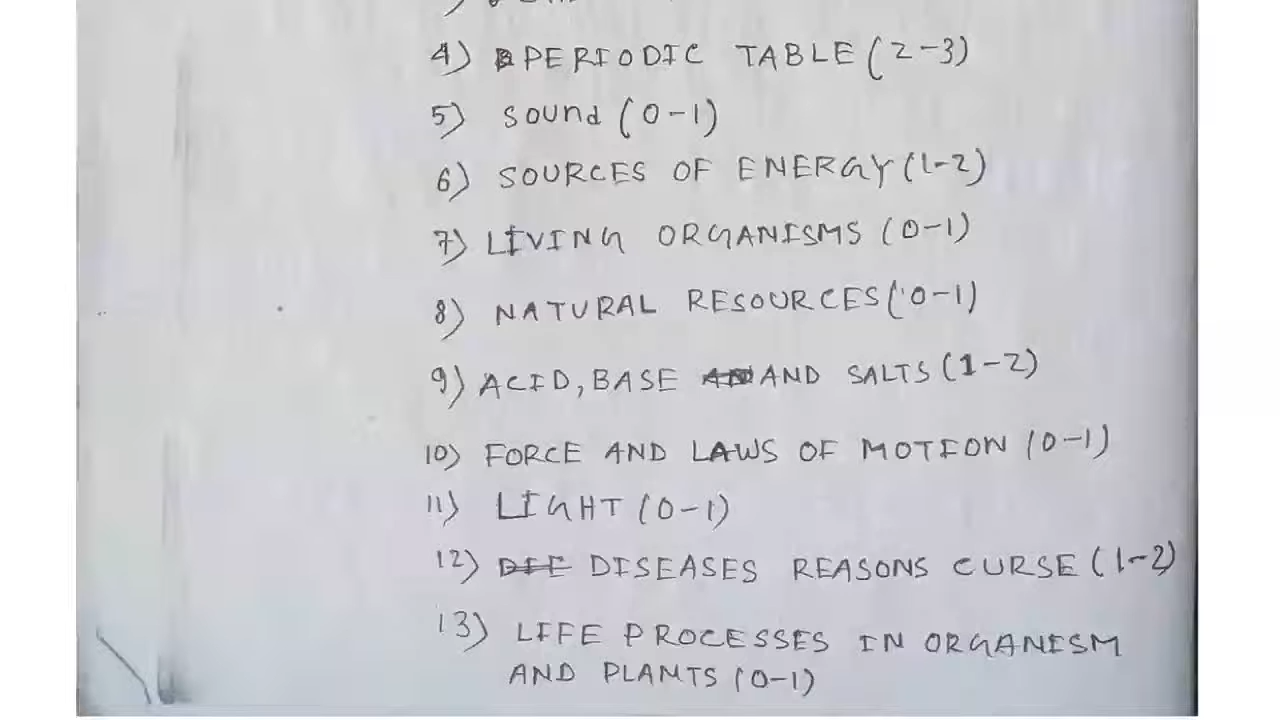 4) PERIODIC TABLE (2-3)
5) Sound (0-1)
6) SOURCES OF ENERGY (1-2)
7) LIVING ORGANISMS (0-1)
8) NATURAL RESOURCES (0-1)
9) ACID, BASE AND SALTS (1-2)
10) FORCE AND LAWS OF MOTION (0-1)
11) LIGHT (0-1)
12) DISEASES REASONS CURSE (1-2)
13) LIFE PROCESSES IN ORGANISM
AND PLANTS (0-1)